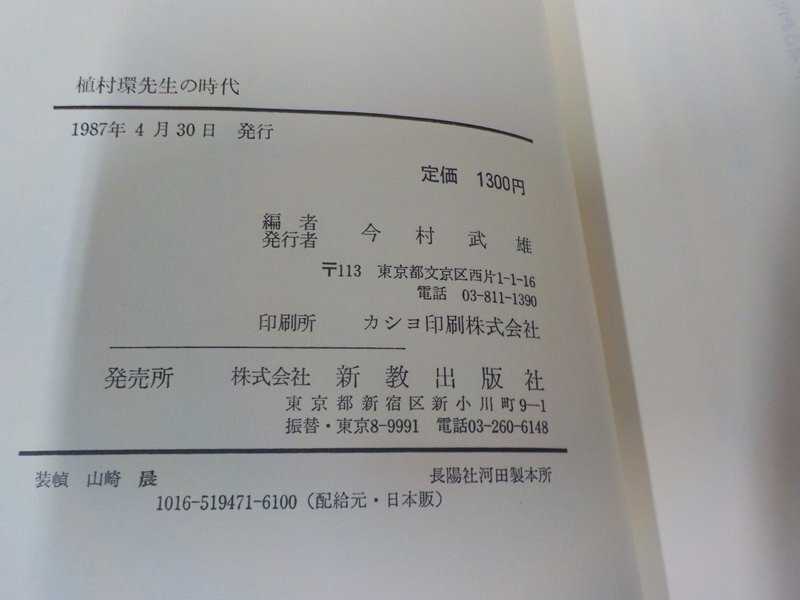 植村環先生の時代
1987年 4 月 30 日 発行
定価 1300円
編 者
発行者 今 村 武 雄
〒113 東京都文京区西片1-1-16
電話 03-811-1390
印刷所 カショ印刷株式会社
発売所 株式会社 新 教 出 版 社
東京都新宿区新小川町9-1
振替・東京8-9991 電話03-260-6148
装幀 山崎 晨 長陽社河田製本所
1016-519471-6100（配給元・日本販）